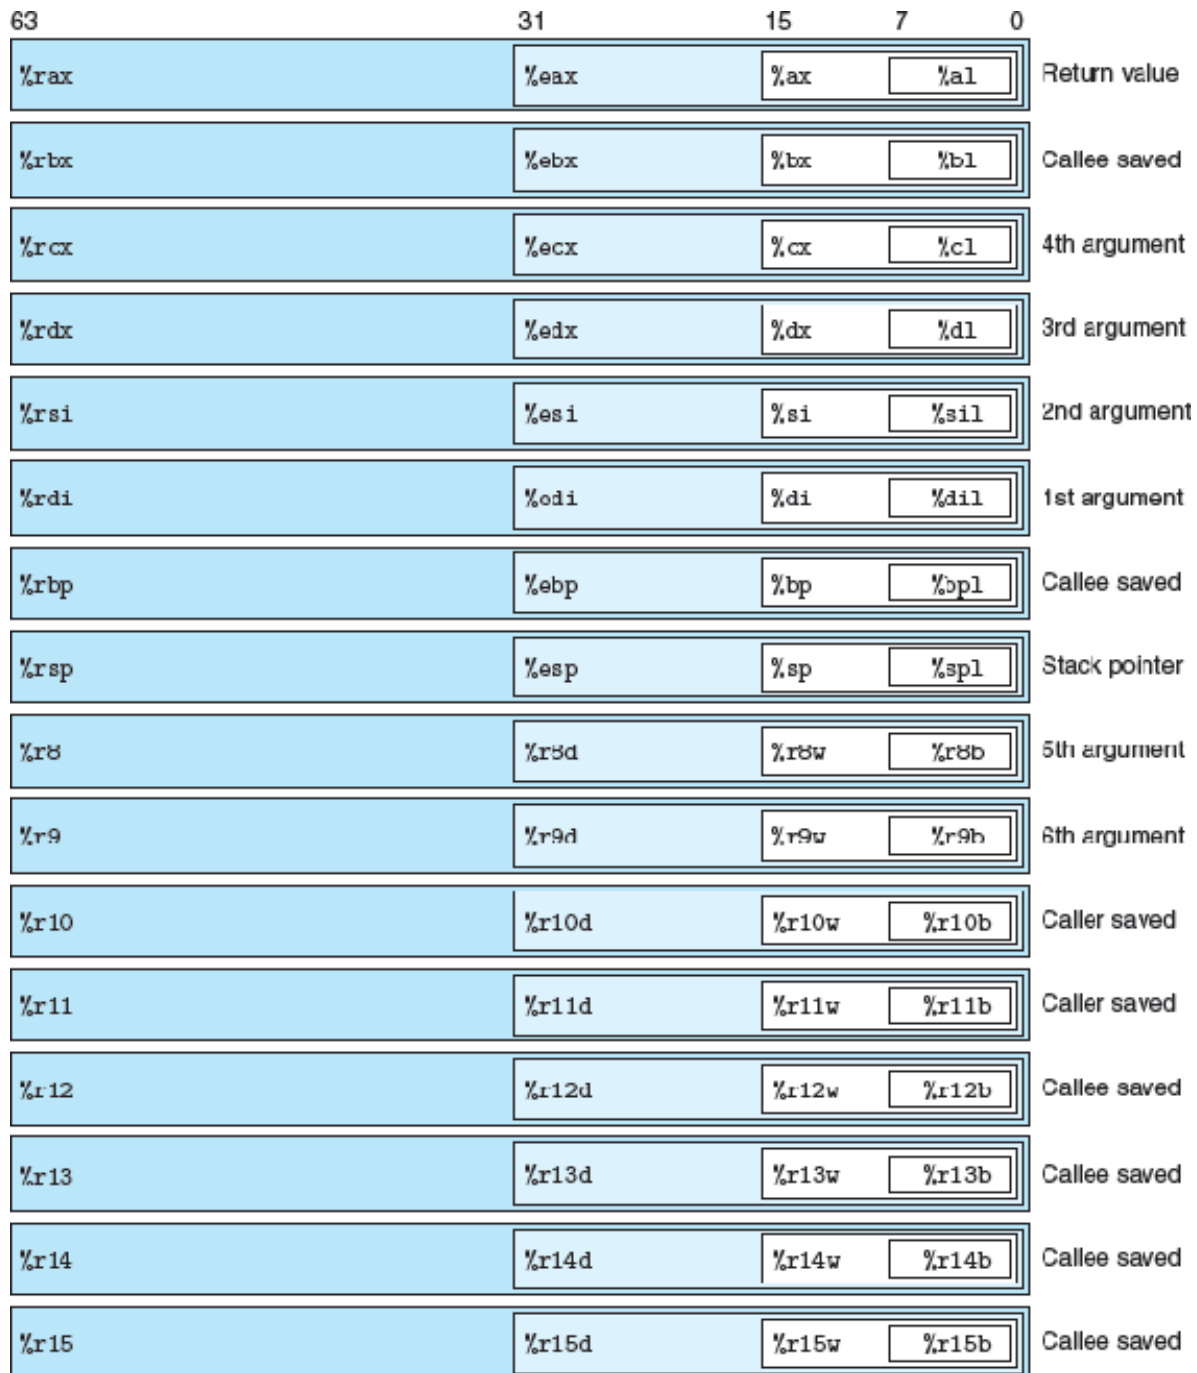 63 31 15 7 0
%rax %eax %ax %al Return value
%rbx %ebx %bx %bl Callee saved
%rcx %ecx %cx %cl 4th argument
%rdx %edx %dx %dl 3rd argument
%rsi %esi %si %sil 2nd argument
%rdi %edi %di %dil 1st argument
%rbp %ebp %bp %bpl Callee saved
%rsp %esp %sp %spl Stack pointer
%r8 %r8d %r8w %r8b 5th argument
%r9 %r9d %r9w %r9b 6th argument
%r10 %r10d %r10w %r10b Caller saved
%r11 %r11d %r11w %r11b Caller saved
%r12 %r12d %r12w %r12b Callee saved
%r13 %r13d %r13w %r13b Callee saved
%r14 %r14d %r14w %r14b Callee saved
%r15 %r15d %r15w %r15b Callee saved